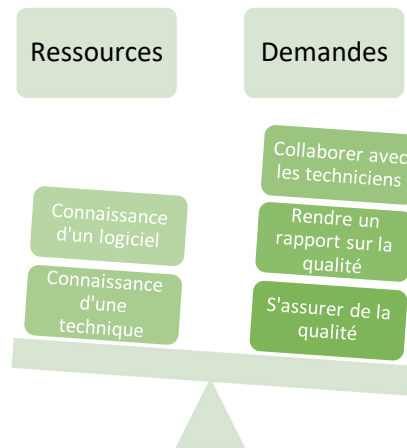 Ressources
Demandes
Connaissance
d'un logiciel
Connaissance
d'une
technique
Collaborer avec
les techniciens
Rendre un
rapport sur la
qualité
S'assurer de la
qualité